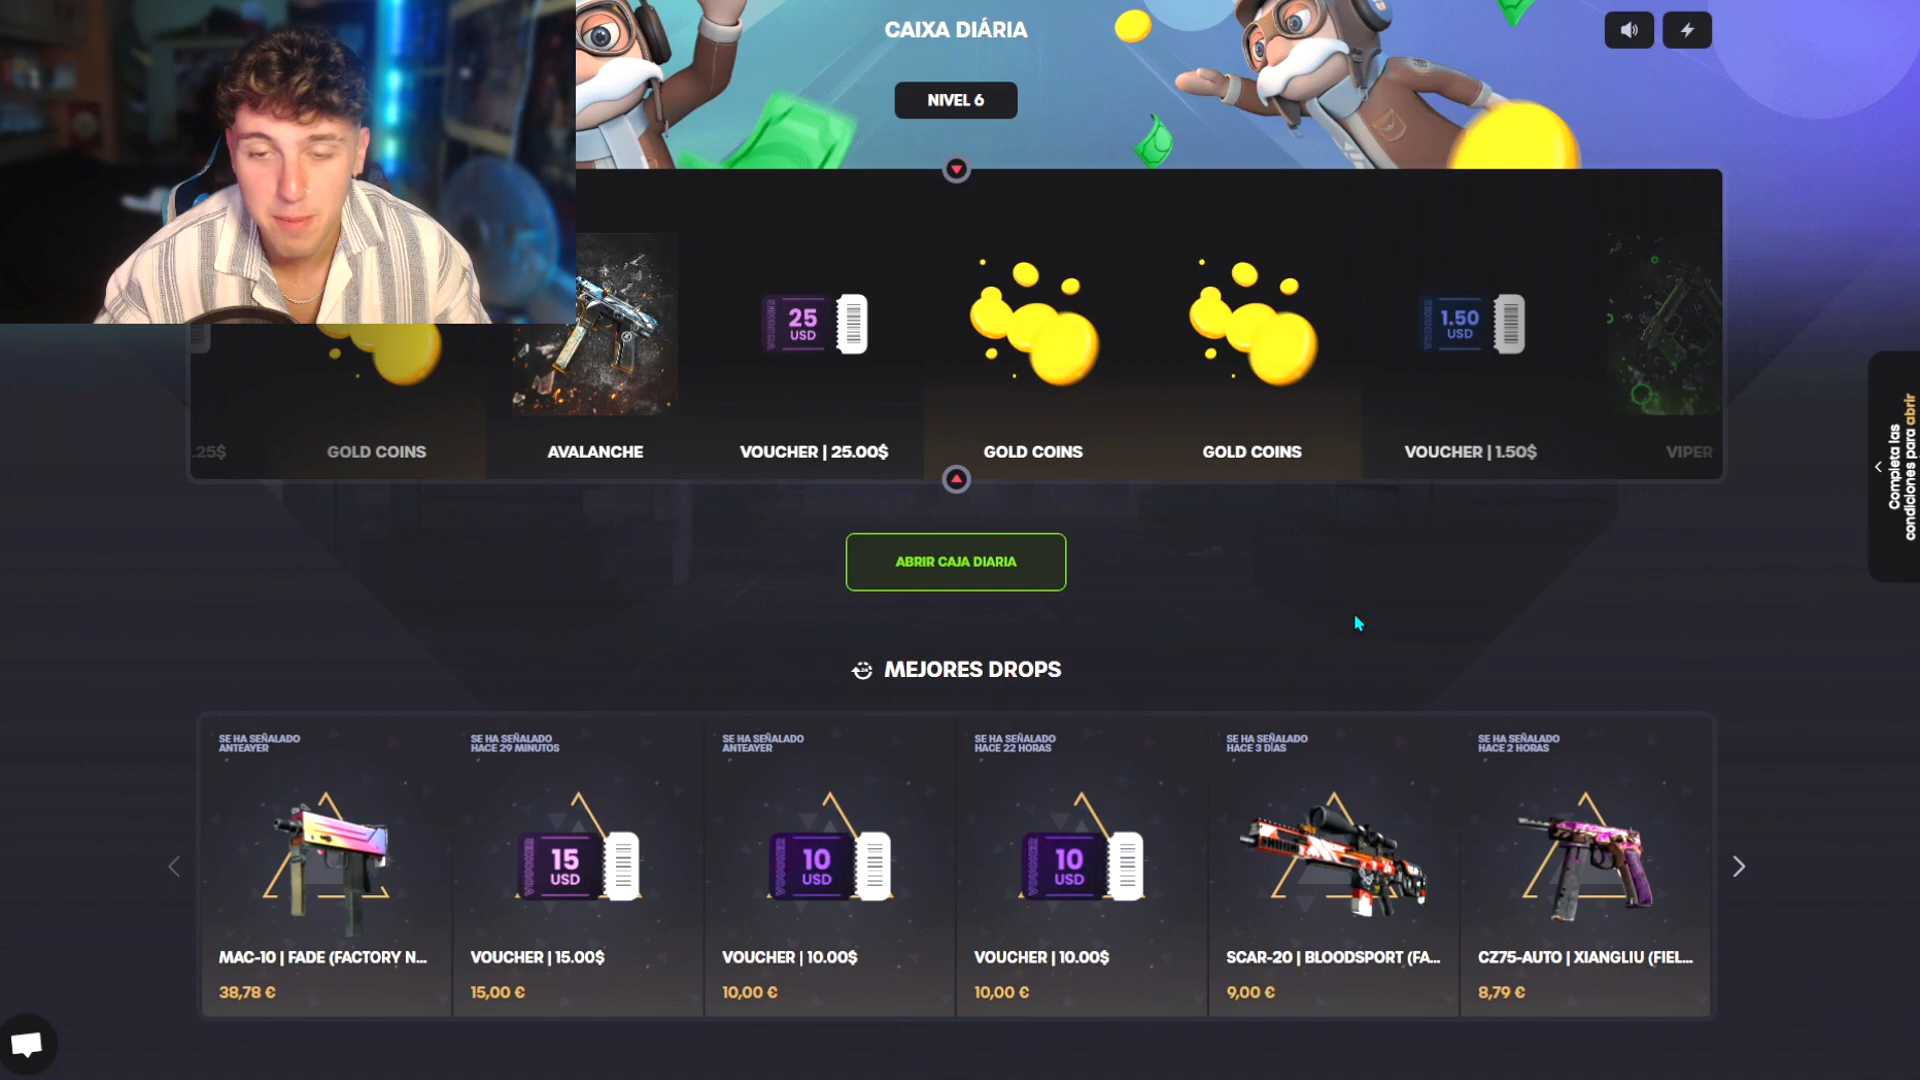 CAIXA DIÁRIA
NIVEL 6
25
USD
1.50
USD
.25$
GOLD COINS
AVALANCHE
VOUCHER | 25.00$
GOLD COINS
GOLD COINS
VOUCHER | 1.50$
VIPER
Completa las
condiciones para abrir
ABRIR CAJA DIARIA
MEJORES DROPS
SE HA SEÑALADO
ANTEAYER
SE HA SEÑALADO
HACE 29 MINUTOS
SE HA SEÑALADO
ANTEAYER
SE HA SEÑALADO
HACE 22 HORAS
SE HA SEÑALADO
HACE 3 DÍAS
SE HA SEÑALADO
HACE 2 HORAS
VOUCHER
15
USD
VOUCHER
10
USD
VOUCHER
10
USD
MAC-10 | FADE (FACTORY N...
VOUCHER | 15.00$
VOUCHER | 10.00$
VOUCHER | 10.00$
SCAR-20 | BLOODSPORT (FA...
CZ75-AUTO | XIANGLIU (FIEL...
38,78 €
15,00 €
10,00 €
10,00 €
9,00 €
8,79 €